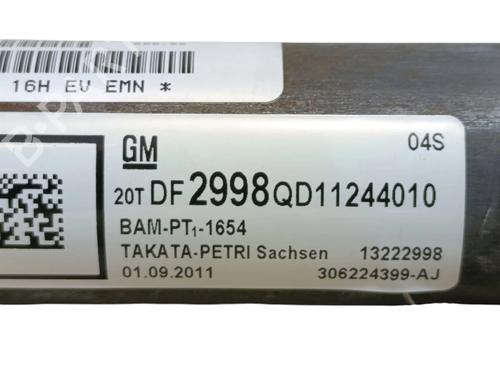 16H EV EMN *
GM
04S
20T DF 2998 QD11244010
BAM-PT1-1654
TAKATA-PETRI Sachsen 13222998
01.09.2011 306224399-AJ